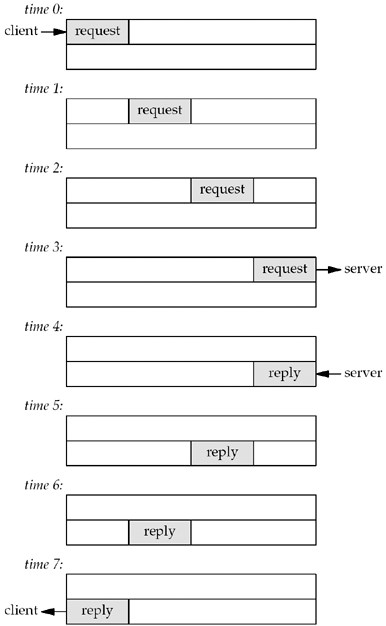 time 0:
client request
time 1:
request
time 2:
request
time 3:
request server
time 4:
reply server
time 5:
reply
time 6:
reply
time 7:
client reply